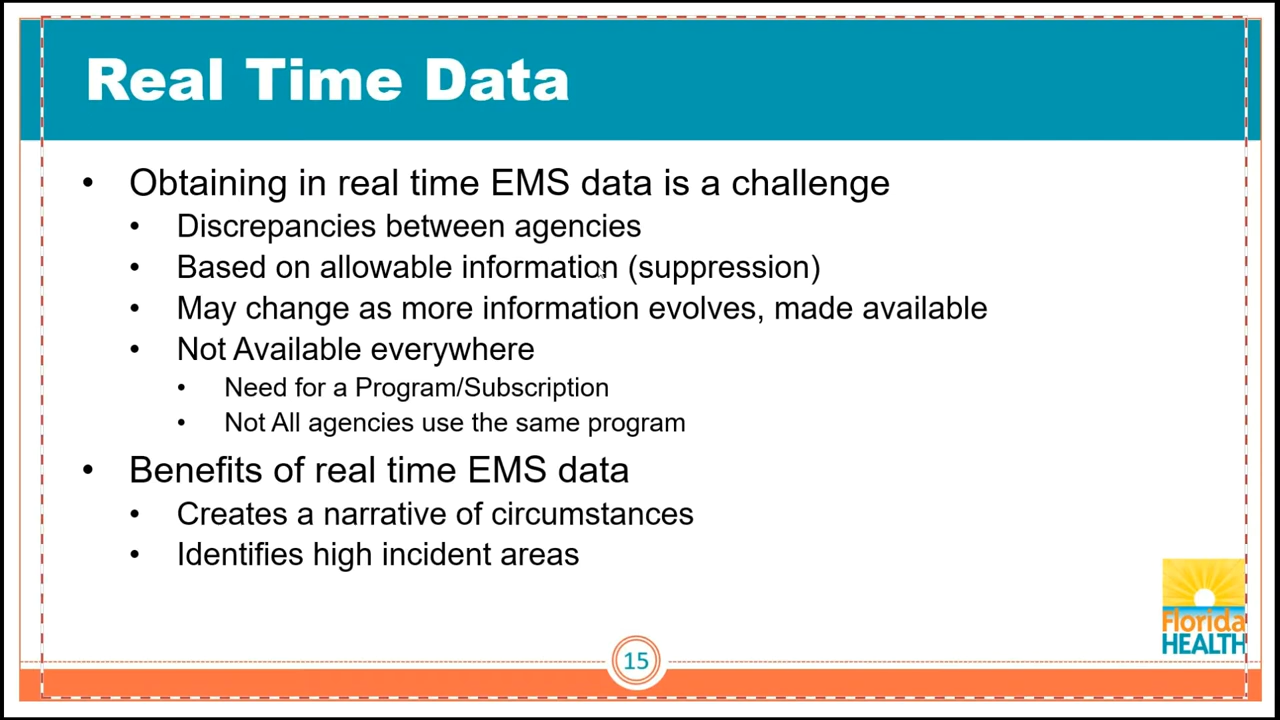 Real Time Data
• Obtaining in real time EMS data is a challenge
• Discrepancies between agencies
• Based on allowable information (suppression)
• May change as more information evolves, made available
• Not Available everywhere
• Need for a Program/Subscription
• Not All agencies use the same program
• Benefits of real time EMS data
• Creates a narrative of circumstances
• Identifies high incident areas
Florida
HEALTH
15